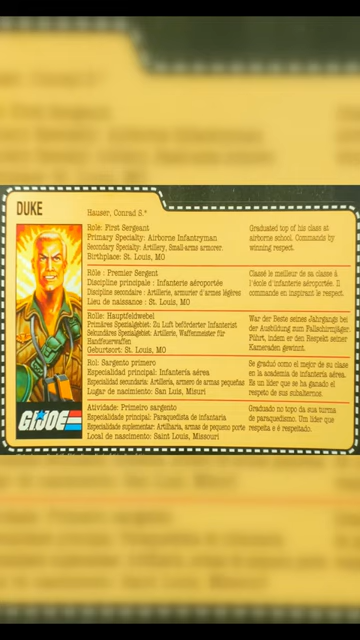 DUKE
Hauser, Conrad S.*
Role: First Sergeant
Primary Specialty: Airborne Infantryman
Secondary Specialty: Artillery, Small-arms armorer.
Birthplace: St. Louis, MO
Graduated top of his class at
airborne school. Commands by
winning respect.
Rôle : Premier Sergent
Discipline principale : Infanterie aéroportée
Discipline secondaire : Artillerie, armurier d'armes légères
Lieu de naissance : St. Louis, MO
Classé le meilleur de sa classe à
l'école d'infanterie aéroportée. Il
commande en inspirant le respect.
Rolle: Hauptfeldwebel
Primäres Spezialgebiet: Zu Luft beförderter Infanterist
Sekundäres Spezialgebiet: Artillerie, Waffenmeister für
Handfeuerwaffen
Geburtsort: St. Louis, MO
War der Beste seines Jahrgangs bei
der Ausbildung zum Fallschirmjäger.
Führt, indem er den Respekt seiner
Kameraden gewinnt.
Rol: Sargento primero
Especialidad principal: Infantería aérea
Especialidad secundaria: Artillería, armero de armas pequeñas
Lugar de nacimiento: San Luis, Misuri
Se graduó como el mejor de su clase
en la academia de infantería aérea.
Es un líder que se ha ganado el
respeto de sus subalternos.
Atividade: Primeiro sargento
Especialidade principal: Paraquedista de infantaria
Especialidade suplementar: Artilharia, armas de pequeno porte
Local de nascimento: Saint Louis, Missouri
Graduado no topo da sua turma
de paraquedismo. Um líder que
respeita e é respeitado.
G.I.JOE